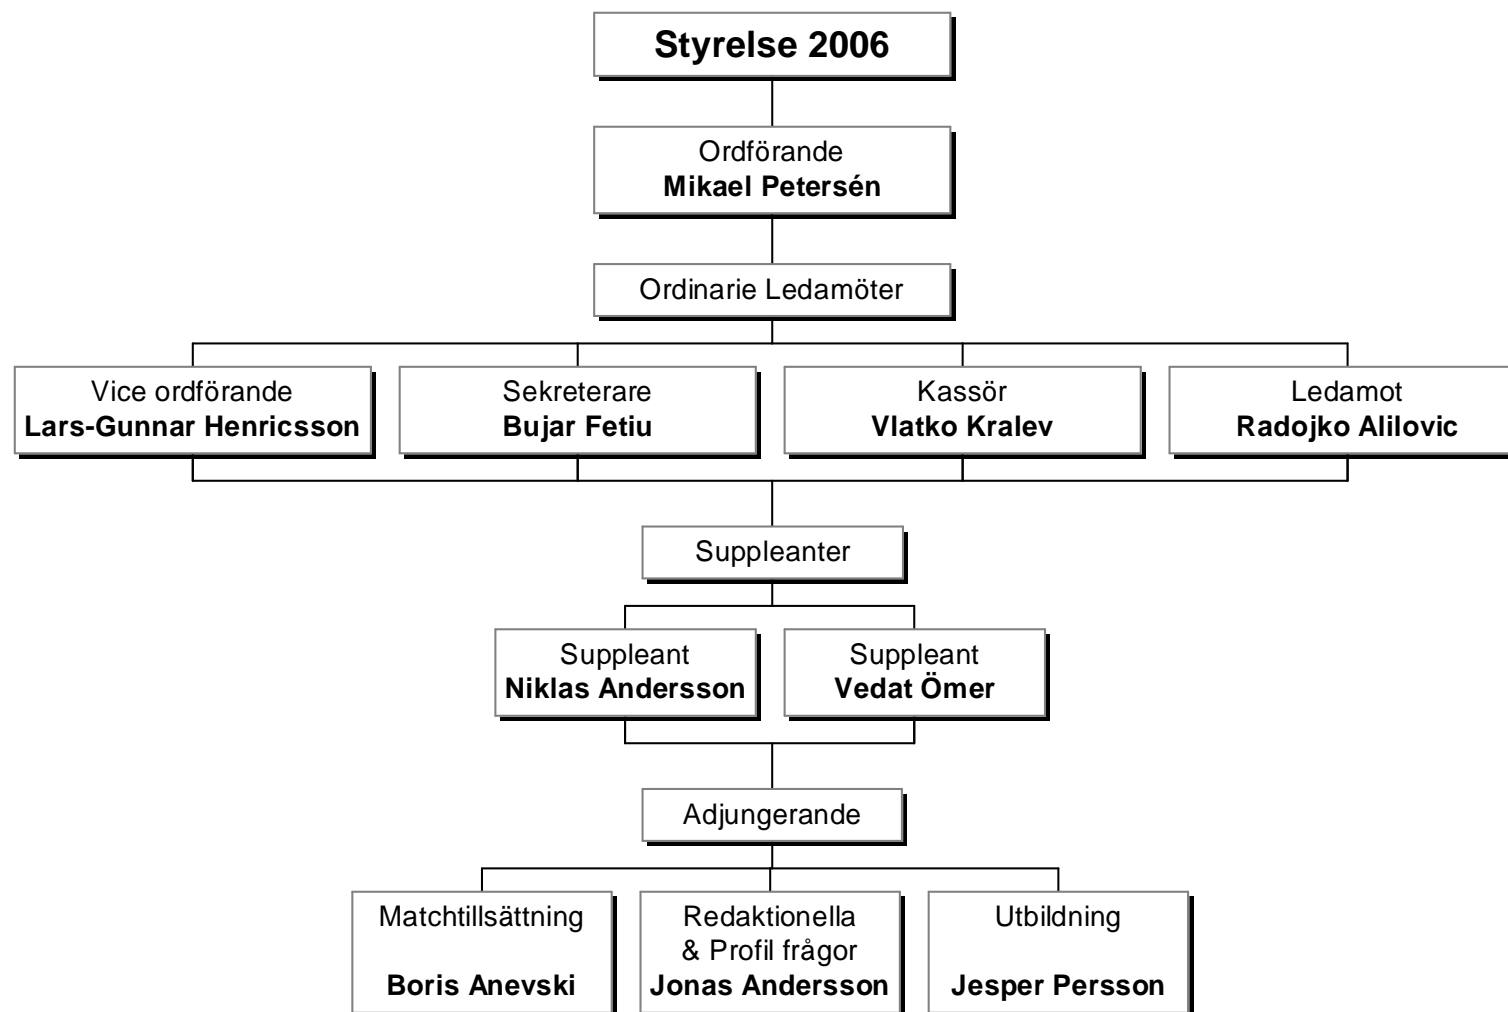 Styrelse 2006
Ordförande
Mikael Petersén
Ordinarie Ledamöter
Vice ordförande
Lars-Gunnar Henricsson
Sekreterare
Bujar Fetiu
Kassör
Vlatko Kralev
Ledamot
Radojko Alilovic
Suppleanter
Suppleant
Niklas Andersson
Suppleant
Vedat Ömer
Adjungerande
Matchtillsättning
Boris Anevski
Redaktionella
& Profil frågor
Jonas Andersson
Utbildning
Jesper Persson